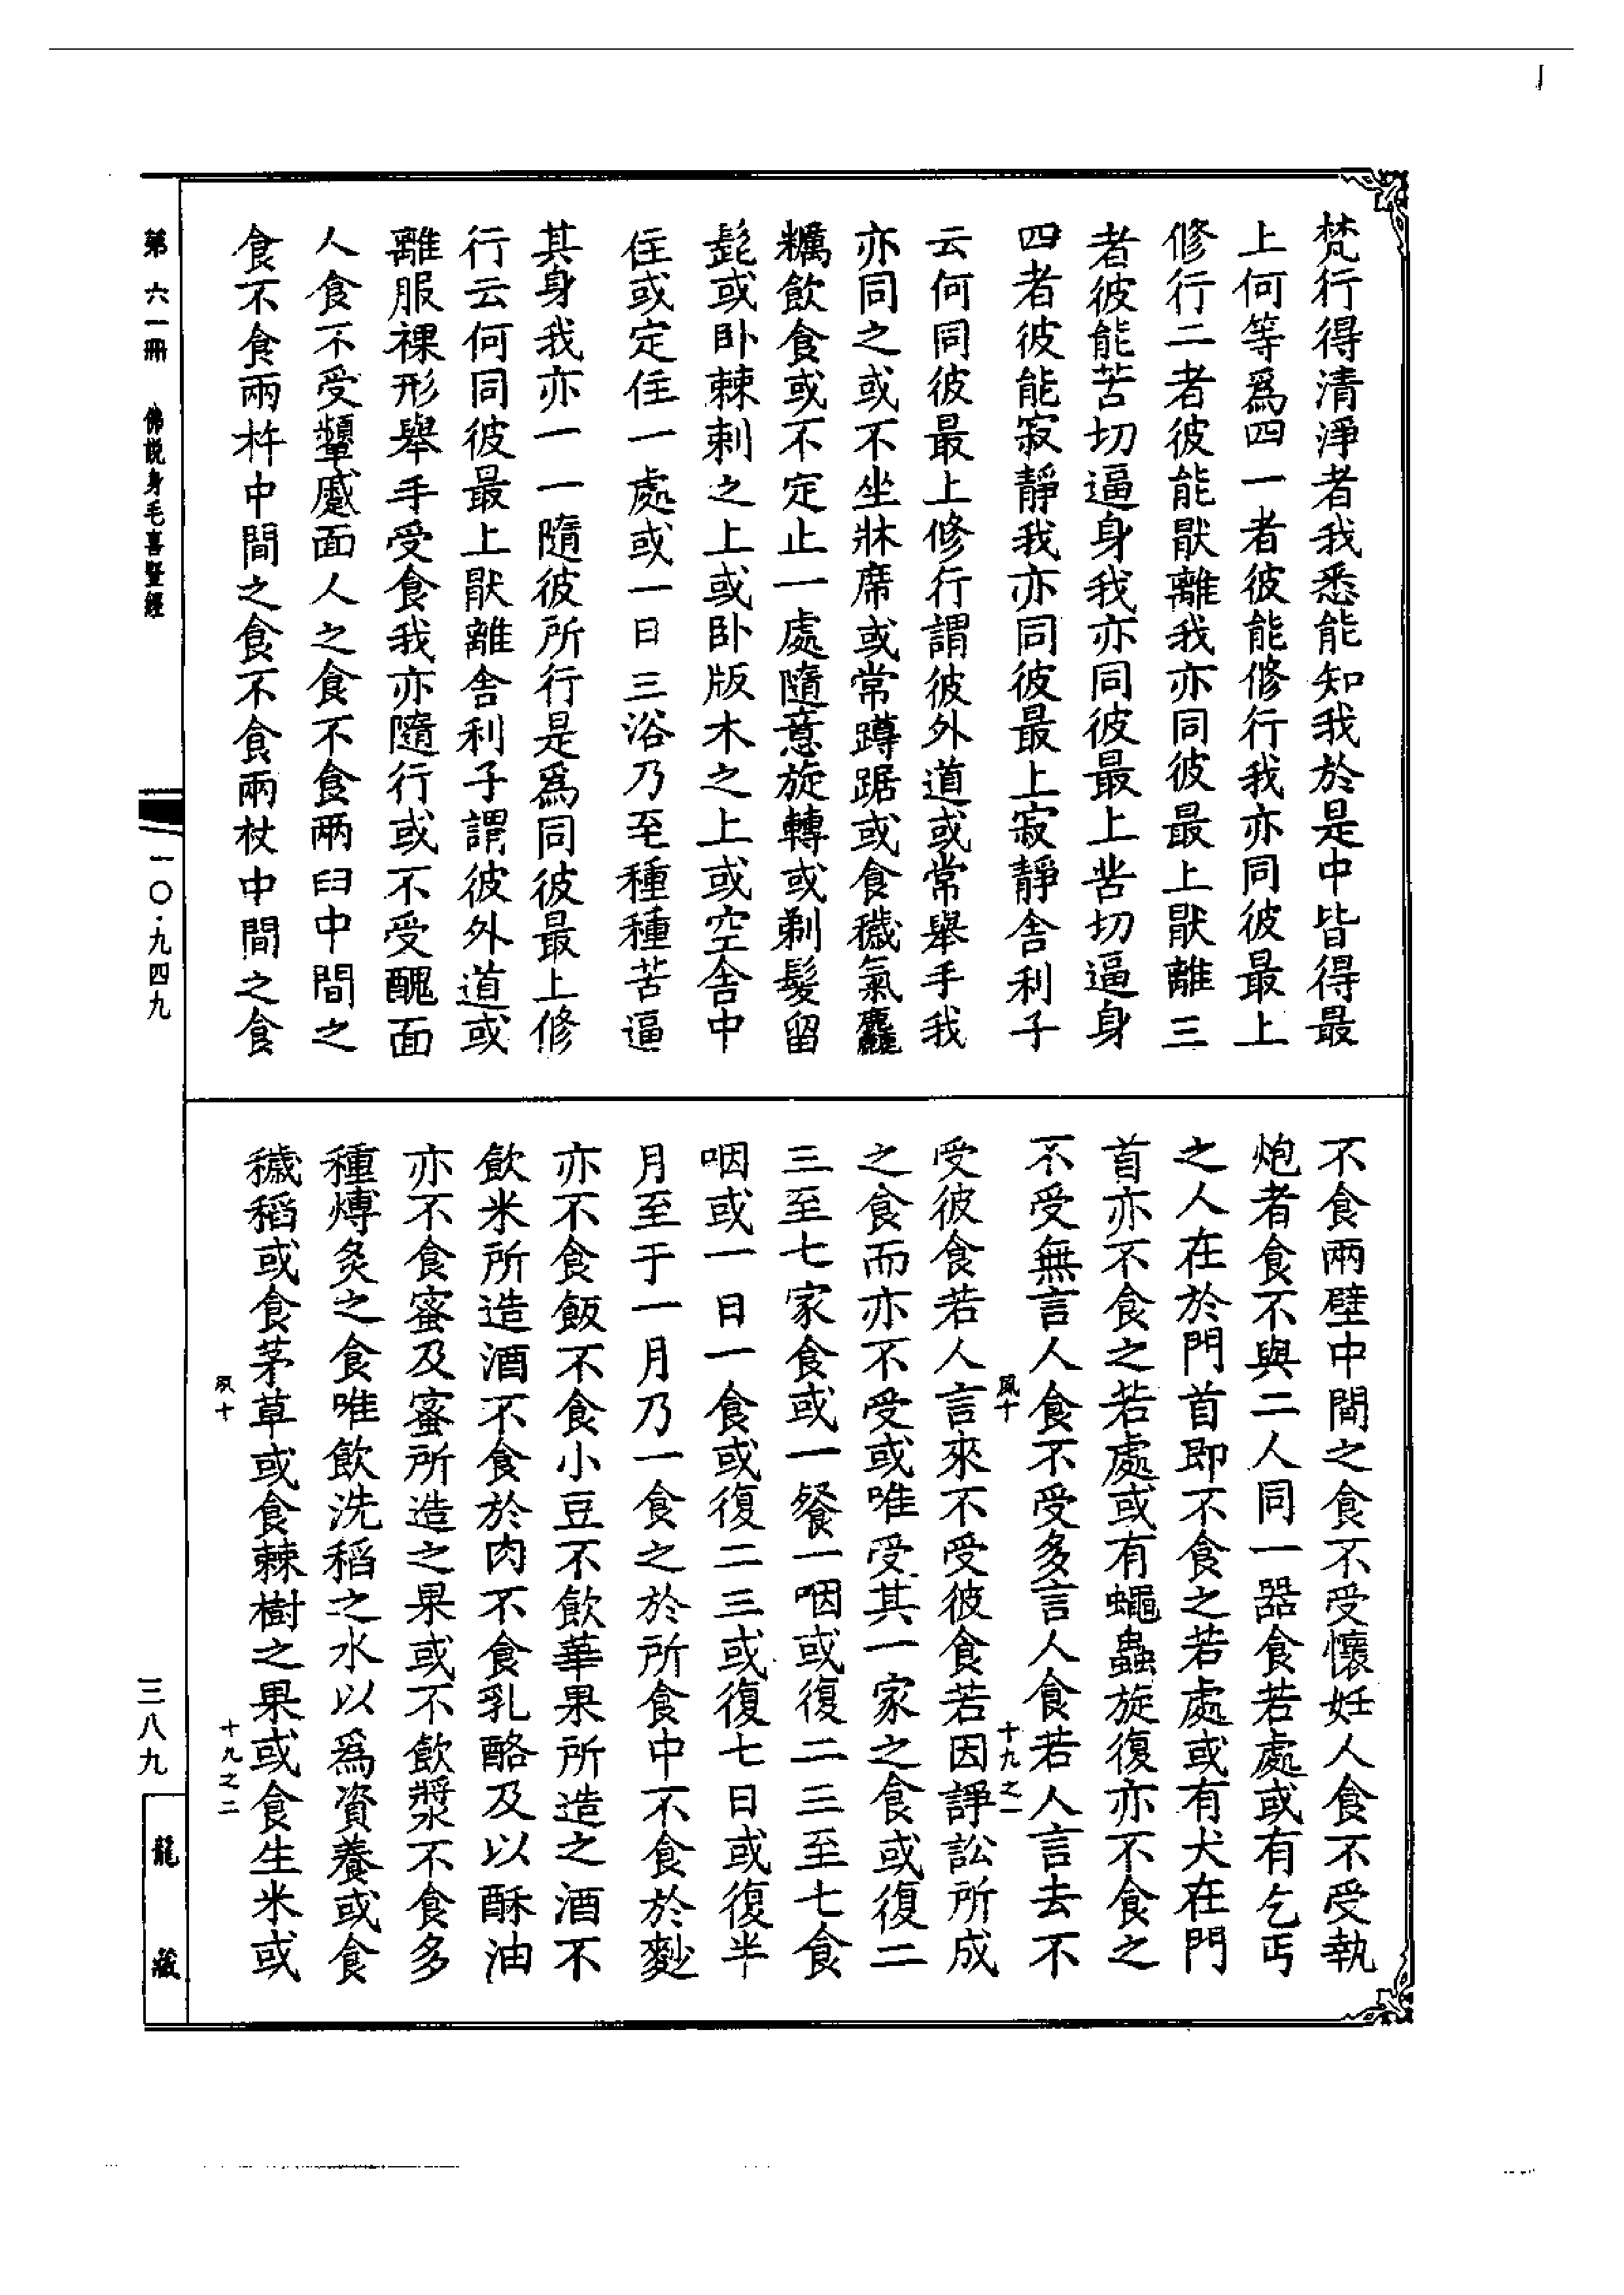 梵行得清淨者我悉能知我於是中皆得最
上何等爲四一者彼能修行我亦同彼最上
修行二者彼能猒離我亦同彼最上猒離三
者彼能苦切逼身我亦同彼最上苦切逼身
四者彼能寂靜我亦同彼最上寂靜舍利子
云何同彼最上修行謂彼外道或常舉手我
亦同之或不坐牀席或常蹲踞或食穢氣麤
糲飲食或不定止一處隨意旋轉或剃髮留
髭或臥棘刺之上或臥版木之上或空舍中
住或定住一處或一日三浴乃至種種苦逼
其身我亦一一隨彼所行是爲同彼最上修
行云何同彼最上猒離舍利子謂彼外道或
離服裸形舉手受食我亦隨行或不受醜面
人食不受顰蹙面人之食不食兩臼中間之
食不食兩杵中間之食不食兩杖中間之食
不食兩壁中間之食不受懷妊人食不受執
炮者食不與二人同一器食若處或有乞丐
之人在於門首即不食之若處或有犬在門
首亦不食之若處或有蠅蟲旋復亦不食之
不受無言人食不受多言人食若人言去不
受彼食若人言來不受彼食若因諍訟所成
之食而亦不受或唯受其一家之食或復二
三至七家食或一餐一咽或復二三至七食
咽或一日一食或復二三或復七日或復半
月至于一月乃一食之於所食中不食於麨
亦不食飯不食小豆不飲華果所造之酒不
飲米所造酒不食於肉不食乳酪及以酥油
亦不食蜜及蜜所造之果或不飲漿不食多
種煿炙之食唯飲洗稻之水以爲資養或食
穢稻或食茅草或食棘樹之果或食生米或
風十 十九之一
夙十 十九之二
第六一冊 佛説身毛喜豎經
一〇·九四九
三八九
龍藏